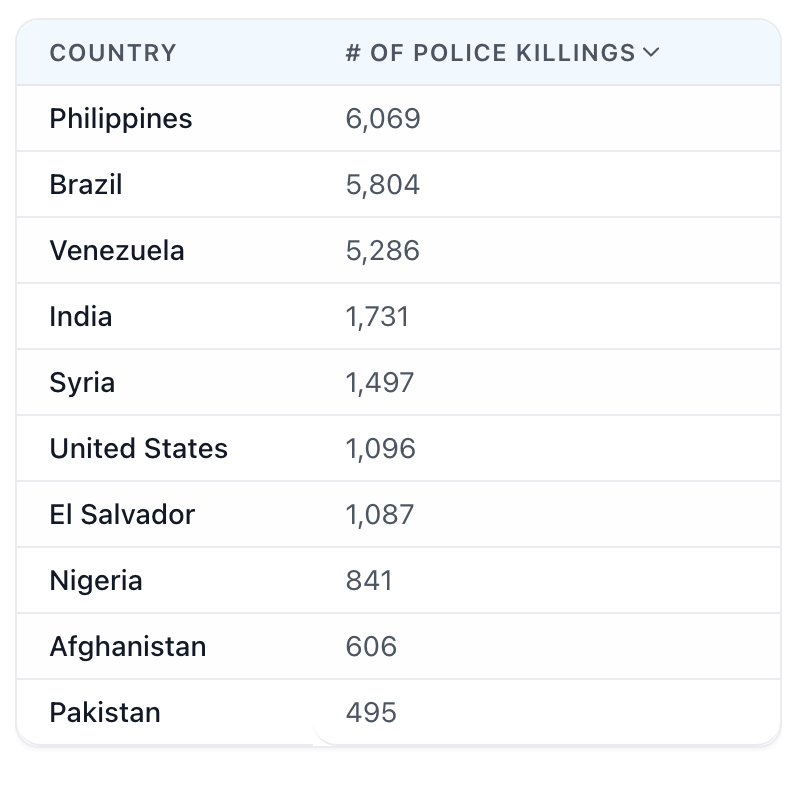 COUNTRY # OF POLICE KILLINGS
Philippines 6,069
Brazil 5,804
Venezuela 5,286
India 1,731
Syria 1,497
United States 1,096
El Salvador 1,087
Nigeria 841
Afghanistan 606
Pakistan 495